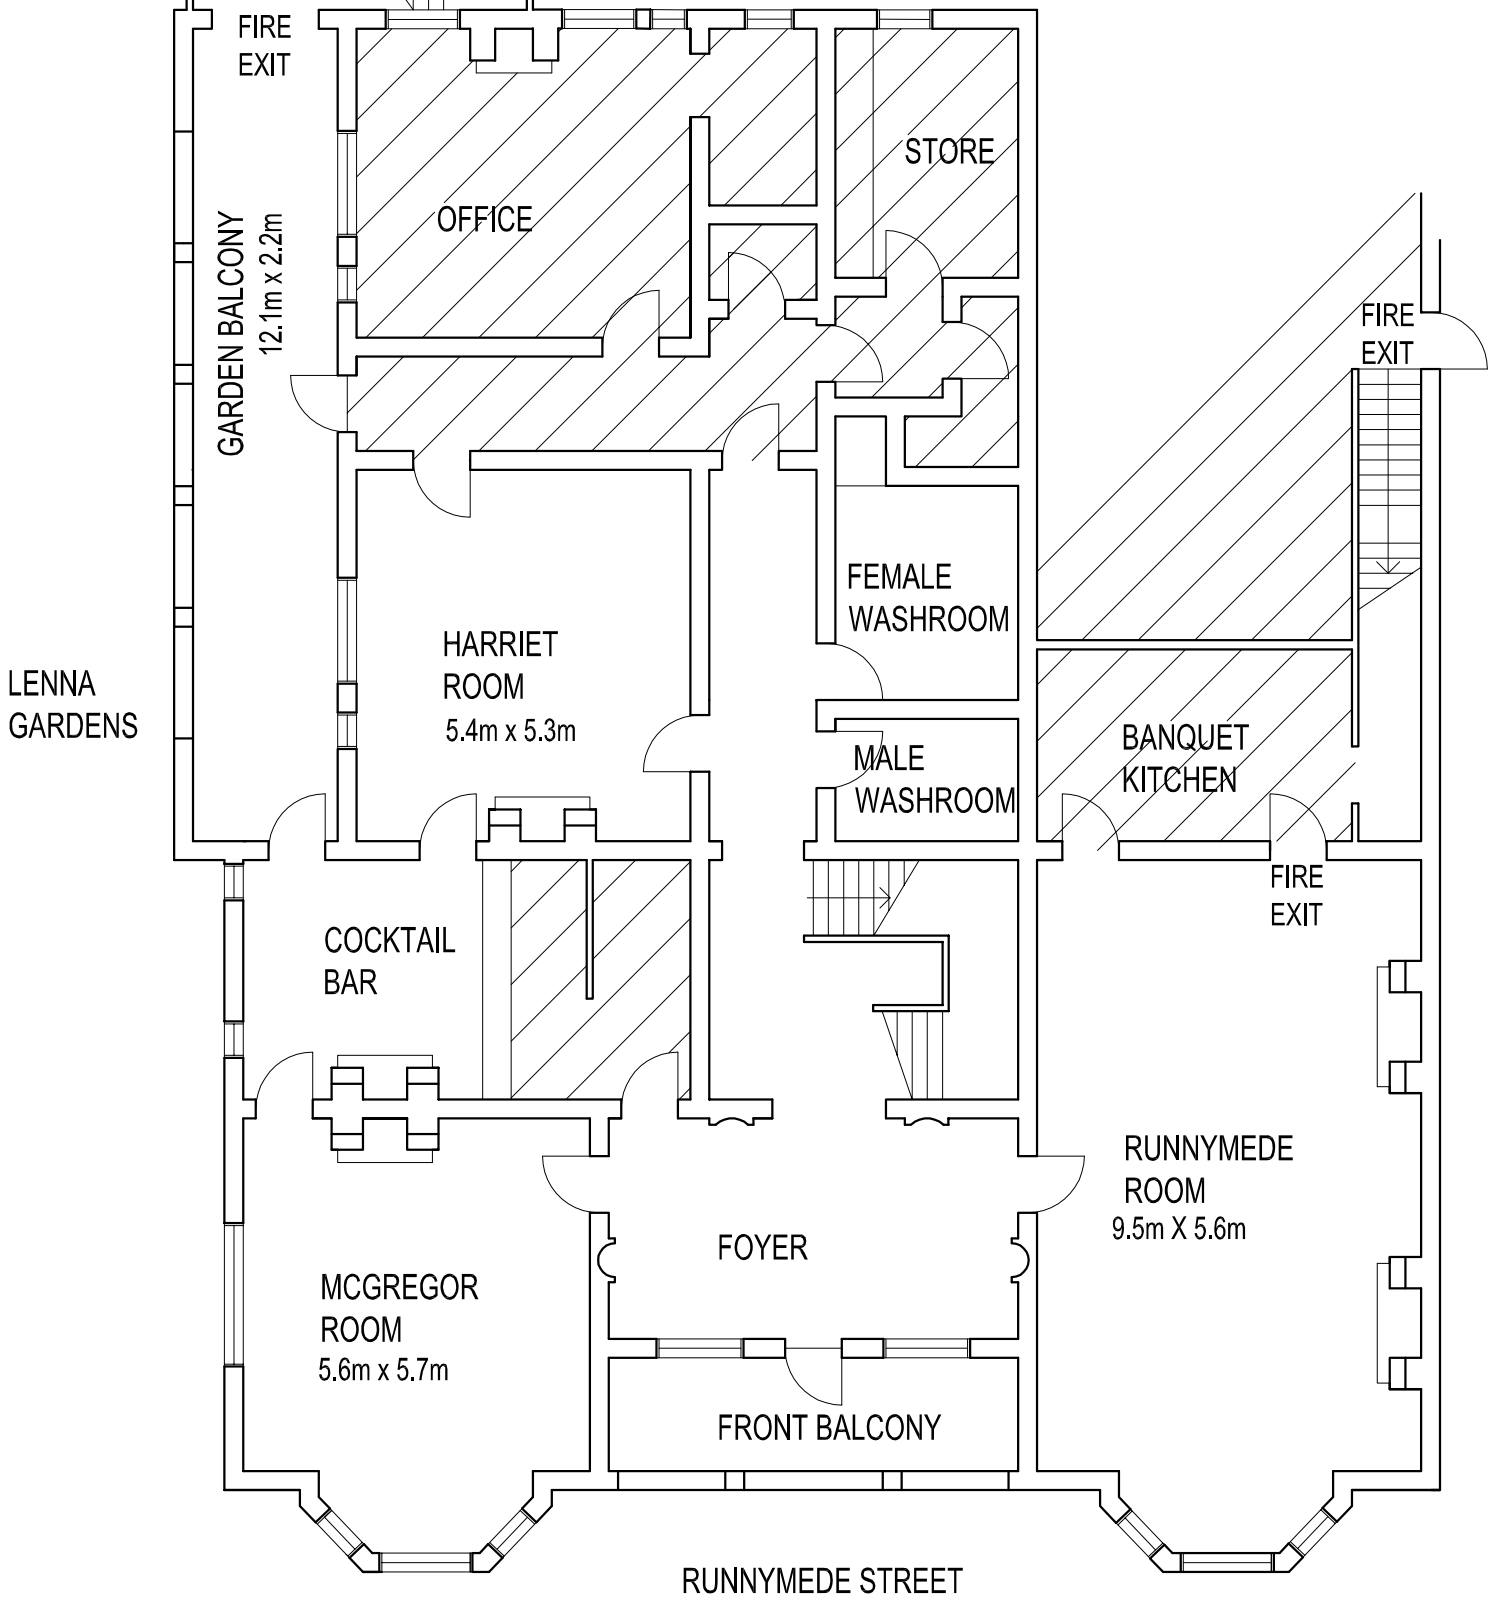 FIRE
EXIT
STORE
OFFICE
GARDEN BALCONY
12.1m x 2.2m
FIRE
EXIT
FEMALE
WASHROOM
HARRIET
ROOM
5.4m x 5.3m
LENNA
GARDENS
MALE
WASHROOM
BANQUET
KITCHEN
FIRE
EXIT
COCKTAIL
BAR
RUNNYMEDE
ROOM
9.5m X 5.6m
FOYER
MCGREGOR
ROOM
5.6m x 5.7m
FRONT BALCONY
RUNNYMEDE STREET